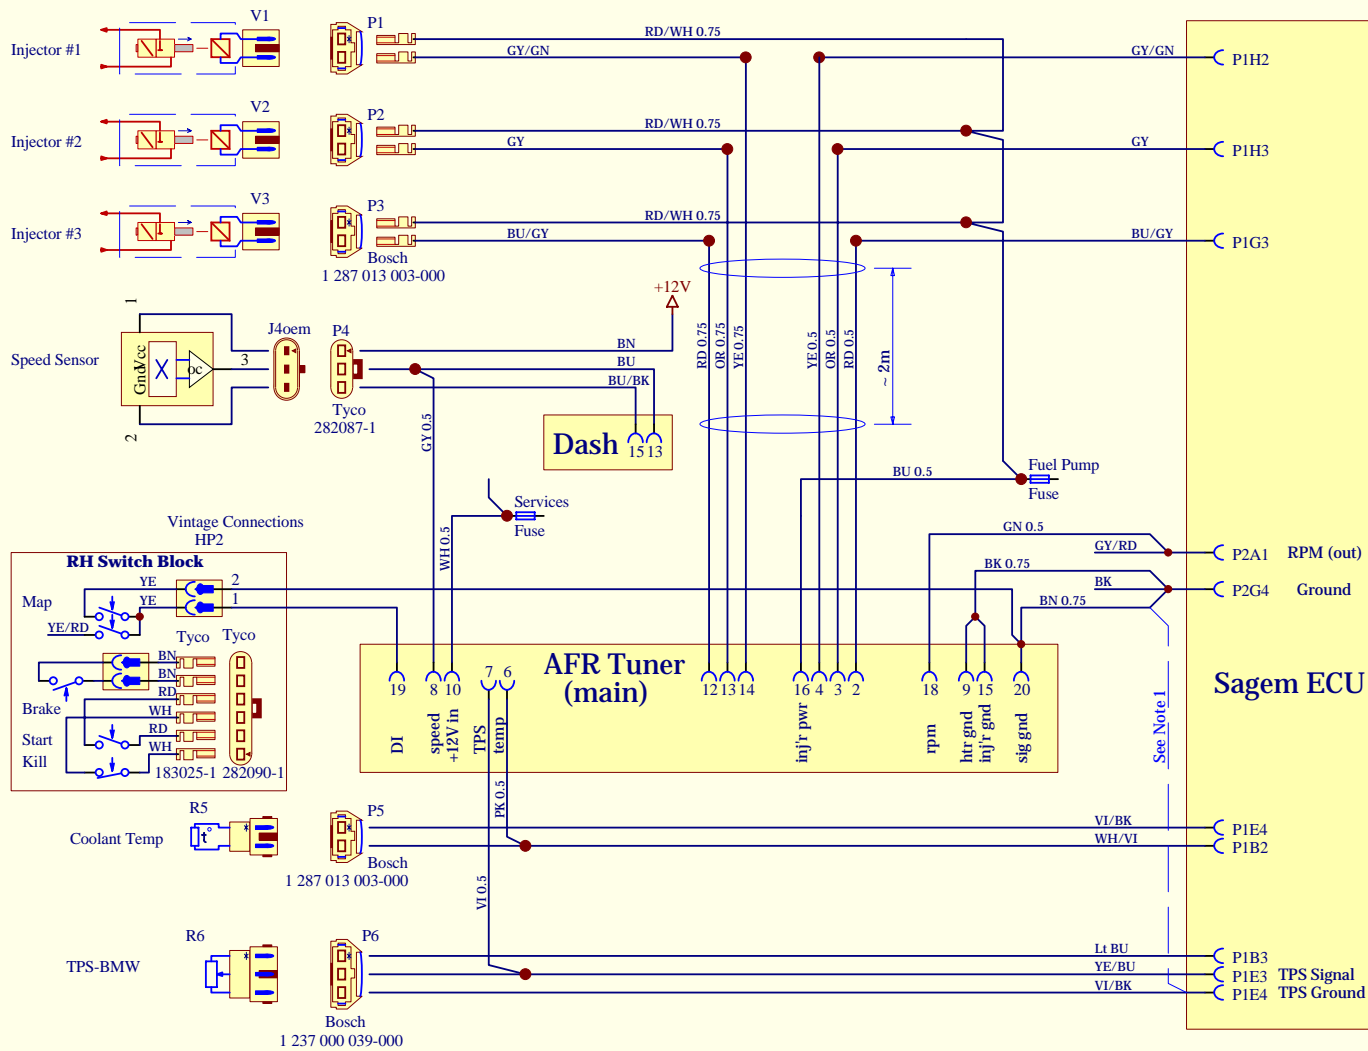 V1
P1
RD/WH 0.75
Injector #1
GY/GN
GY/GN
P1H2
V2
P2
RD/WH 0.75
Injector #2
GY
GY
P1H3
V3
P3
RD/WH 0.75
Injector #3
BU/GY
BU/GY
P1G3
Bosch
1 287 013 003-000
+12V
1
J4oem
P4
BN
Speed Sensor
Vcc
Gnd
oc
3
BU
BU/BK
2
Tyco
282087-1
GY 0.5
Dash
15
13
RD 0.75
OR 0.75
YE 0.75
YE 0.5
OR 0.5
RD 0.5
~ 2m
Fuel Pump
Fuse
BU 0.5
Services
Fuse
WH 0.5
Vintage Connections
HP2
RH Switch Block
YE
2
Map
YE
1
YE/RD
Tyco
Tyco
BN
BN
RD
Brake
WH
Start
RD
Kill
WH
183025-1
282090-1
GN 0.5
GY/RD
P2A1
RPM (out)
BK 0.75
BK
P2G4
Ground
BN 0.75
AFR Tuner
(main)
19
8
10
7
6
12
13
14
16
4
3
2
18
9
15
20
DI
speed
+12V in
TPS
temp
inj'r pwr
rpm
htr gnd
inj'r gnd
sig gnd
Sagem ECU
See Note 1
PK 0.5
VI 0.5
R5
P5
t°
Coolant Temp
VI/BK
P1E4
WH/VI
P1B2
Bosch
1 287 013 003-000
R6
P6
TPS-BMW
Lt BU
P1B3
YE/BU
P1E3
TPS Signal
VI/BK
P1E4
TPS Ground
Bosch
1 237 000 039-000